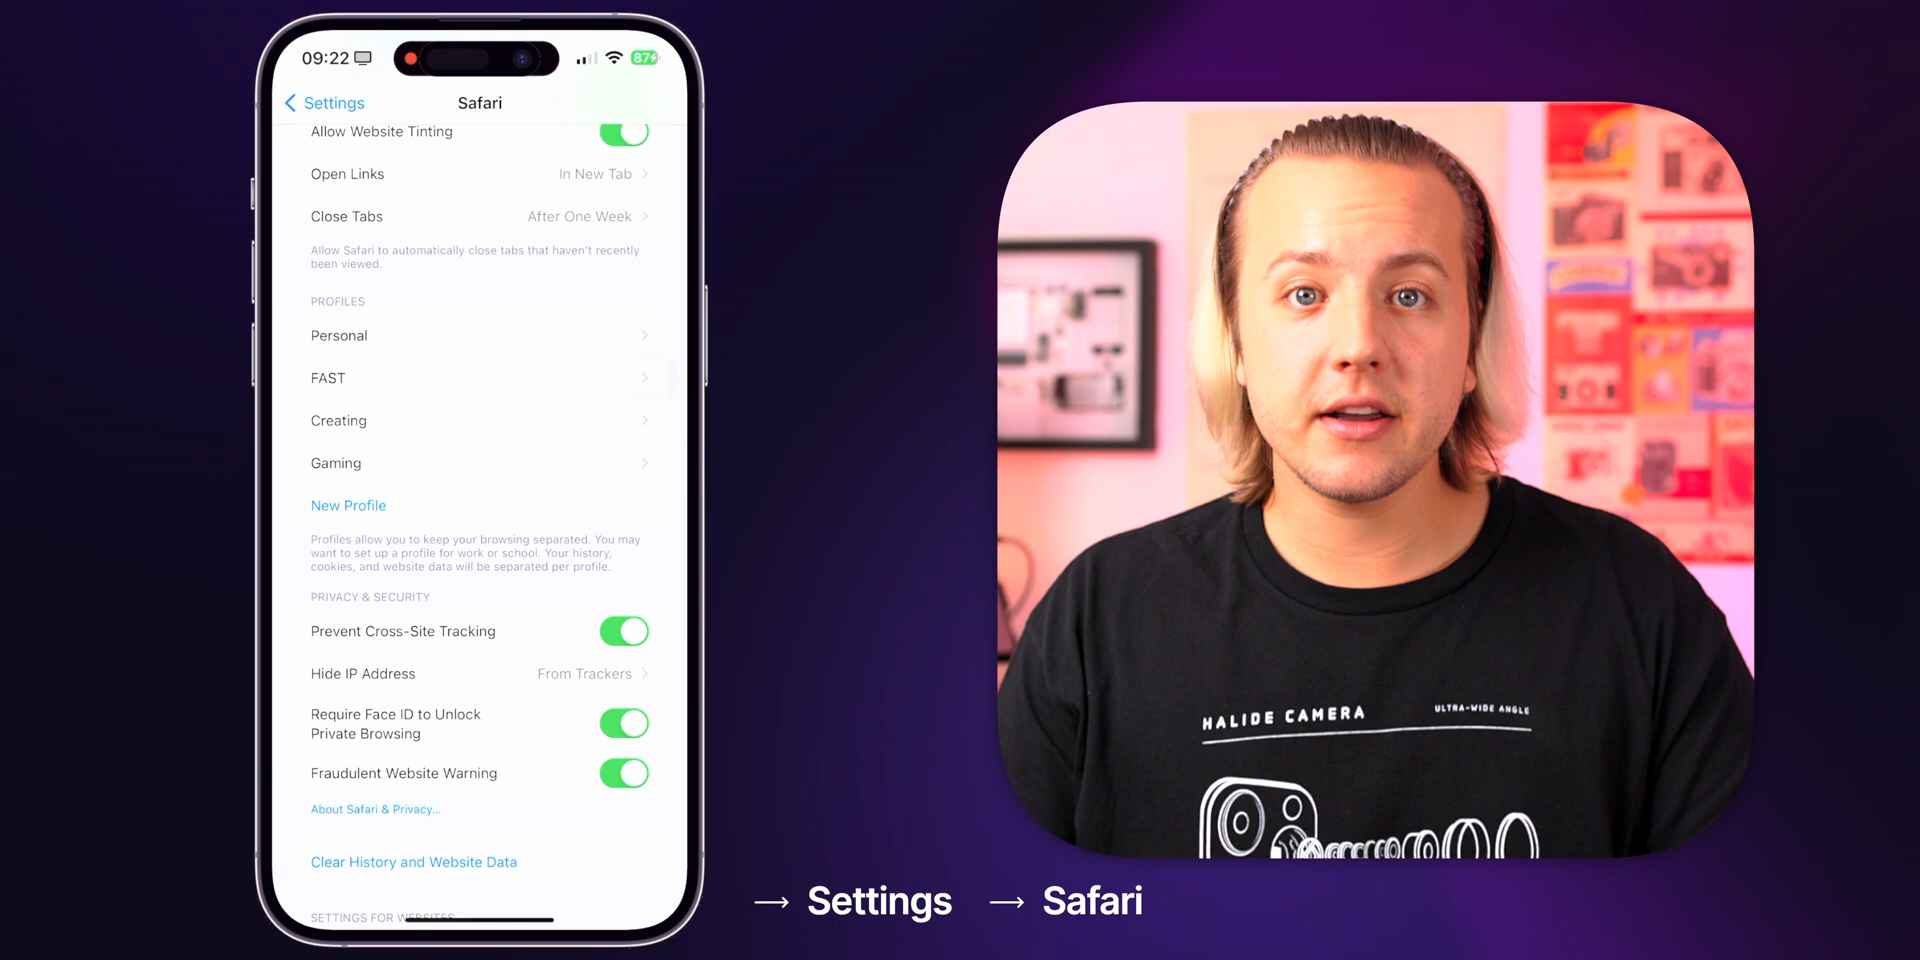 09:22
87
Settings
Safari
Allow Website Tinting
Open Links
In New Tab
Close Tabs
After One Week
Allow Safari to automatically close tabs that haven't recently
been viewed.
PROFILES
Personal
FAST
Creating
Gaming
New Profile
Profiles allow you to keep your browsing separated. You may
want to set up a profile for work or school. Your history,
cookies, and website data will be separated per profile.
PRIVACY & SECURITY
Prevent Cross-Site Tracking
Hide IP Address
From Trackers
Require Face ID to Unlock
Private Browsing
Fraudulent Website Warning
About Safari & Privacy...
Clear History and Website Data
SETTINGS FOR WEBSITES
HALIDE CAMERA
ULTRA-WIDE ANGLE
→ Settings → Safari